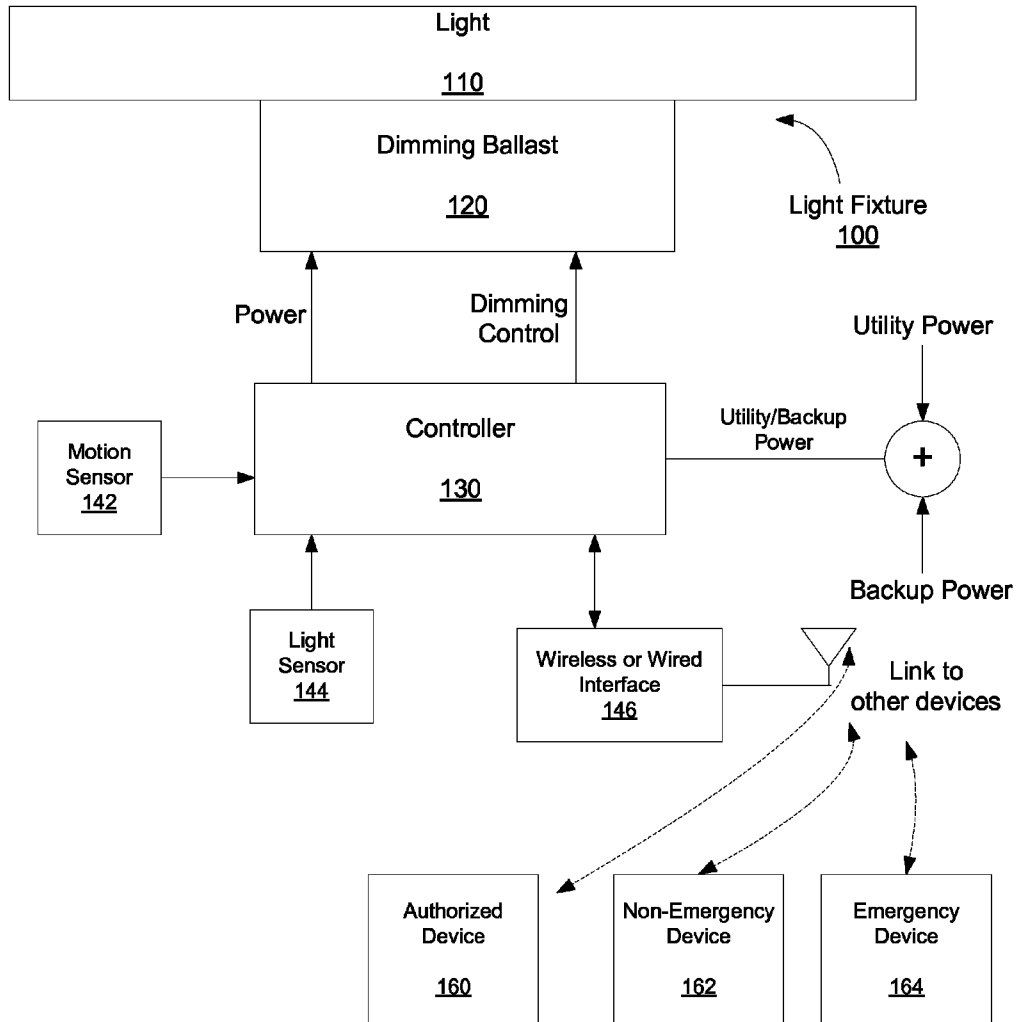 Light
110
Dimming Ballast
120
Light Fixture
100
Power
Dimming
Control
Utility Power
Controller
130
Utility/Backup
Power
+
Motion
Sensor
142
Backup Power
Light
Sensor
144
Wireless or Wired
Interface
146
Link to
other devices
Authorized
Device
160
Non-Emergency
Device
162
Emergency
Device
164